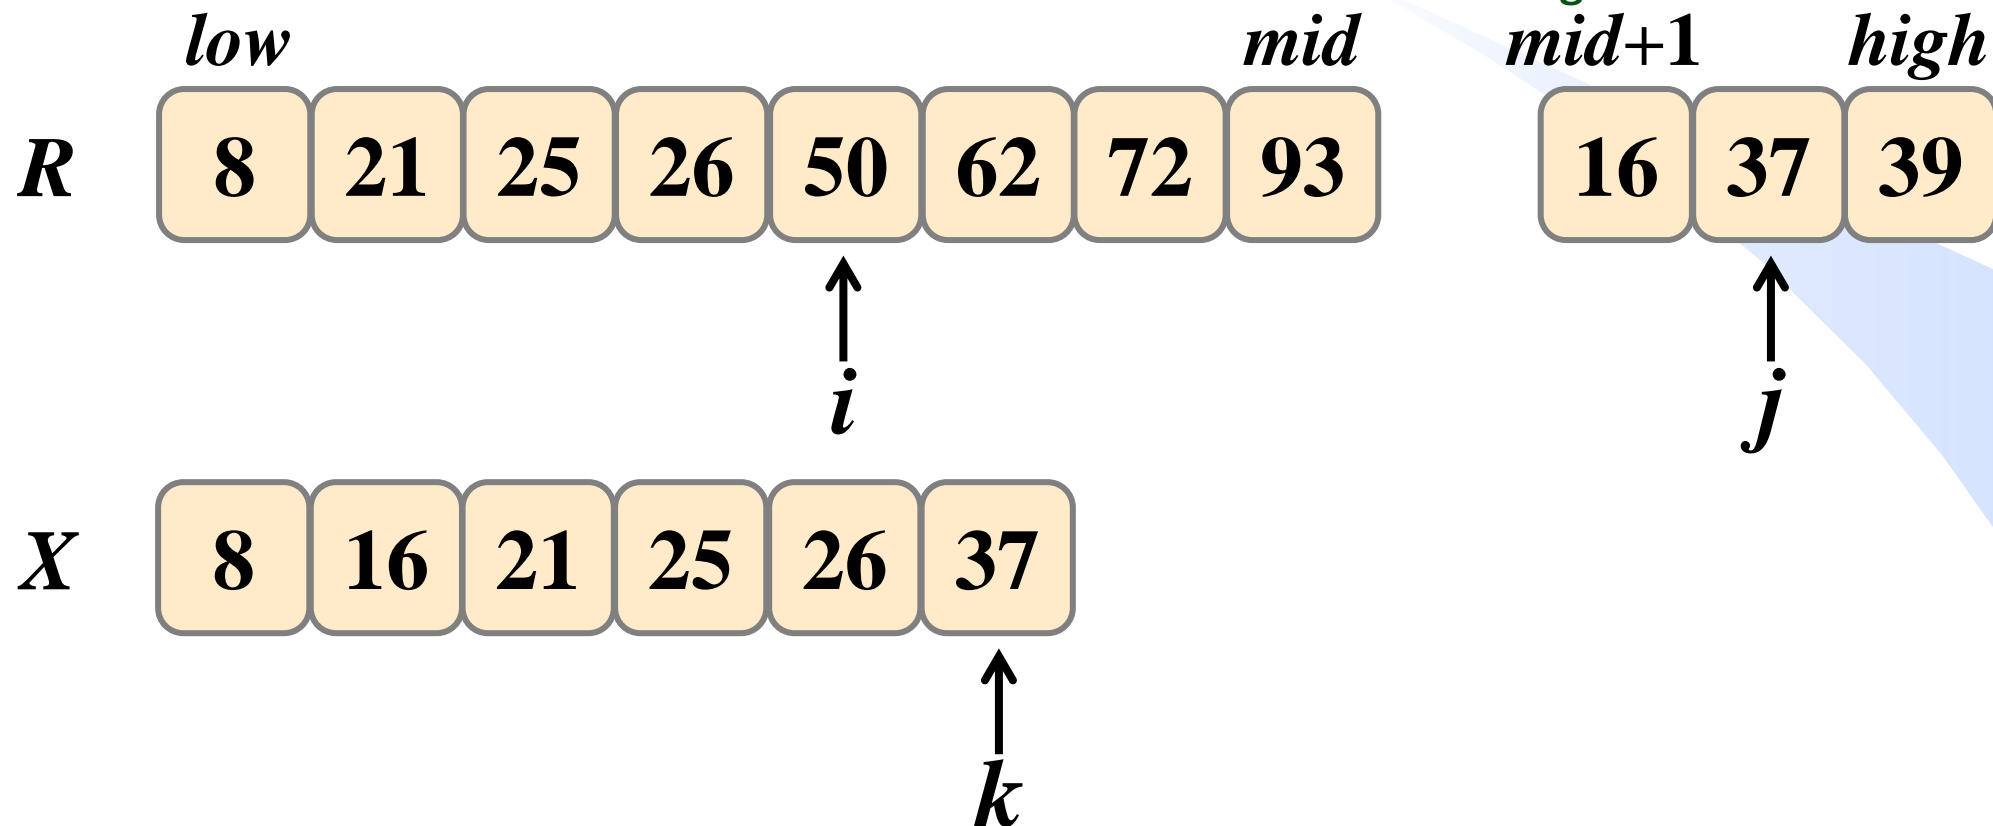 low mid mid+1 high
R 8 21 25 26 50 62 72 93 16 37 39
i j
X 8 16 21 25 26 37
k